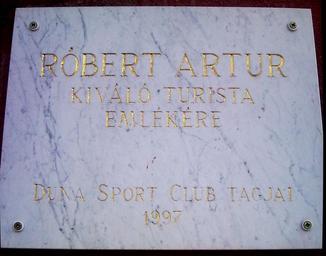 RÓBERT ARTUR
KIVÁLÓ TURISTA
EMLÉKÉRE
DUNA SPORT CLUB TAGJAI
1997